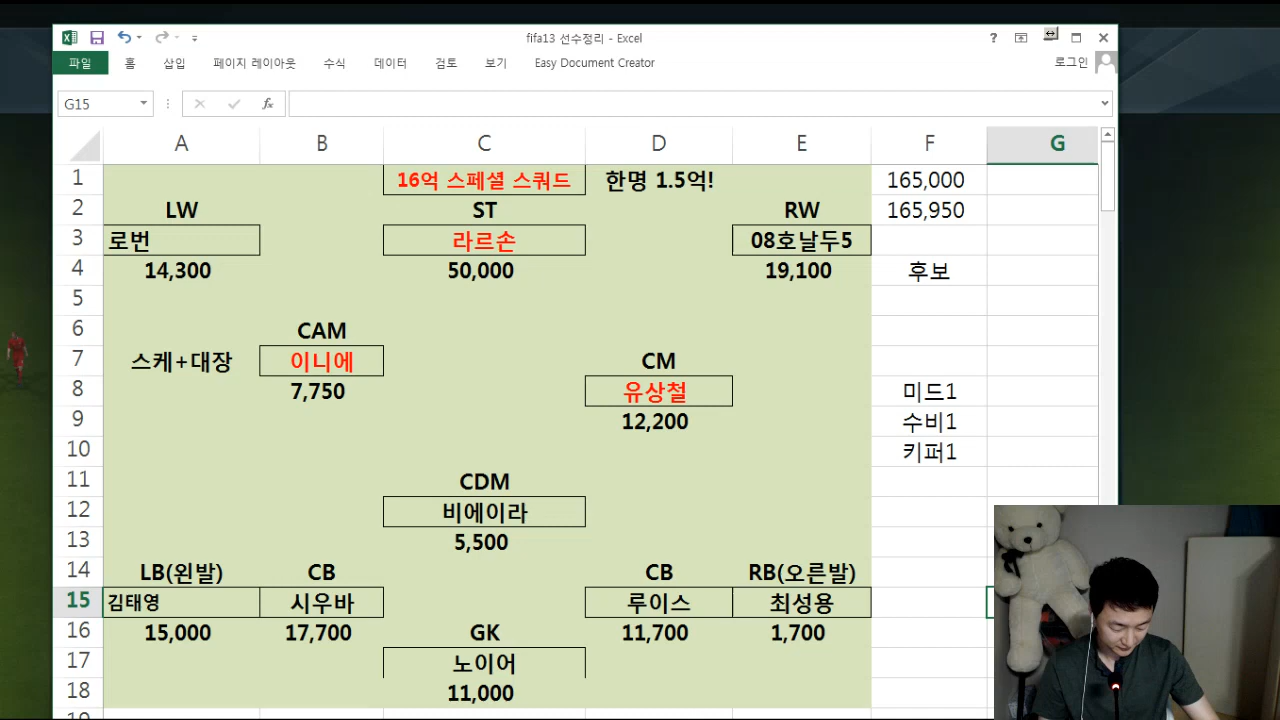 fifa13 선수정리 - Excel
파일 홈 삽입 페이지 레이아웃 수식 데이터 검토 보기 Easy Document Creator 로그인
G15 fx
A B C D E F G
1 16억 스페셜 스쿼드 한명 1.5억! 165,000
2 LW ST RW 165,950
3 로번 라르손 08호날두5
4 14,300 50,000 19,100 후보
5
6 CAM
7 스케+대장 이니에 CM
8 7,750 유상철 미드1
9 12,200 수비1
10 키퍼1
11 CDM
12 비에이라
13 5,500
14 LB(왼발) CB CB RB(오른발)
15 김태영 시우바 루이스 최성용
16 15,000 17,700 GK 11,700 1,700
17 노이어
18 11,000